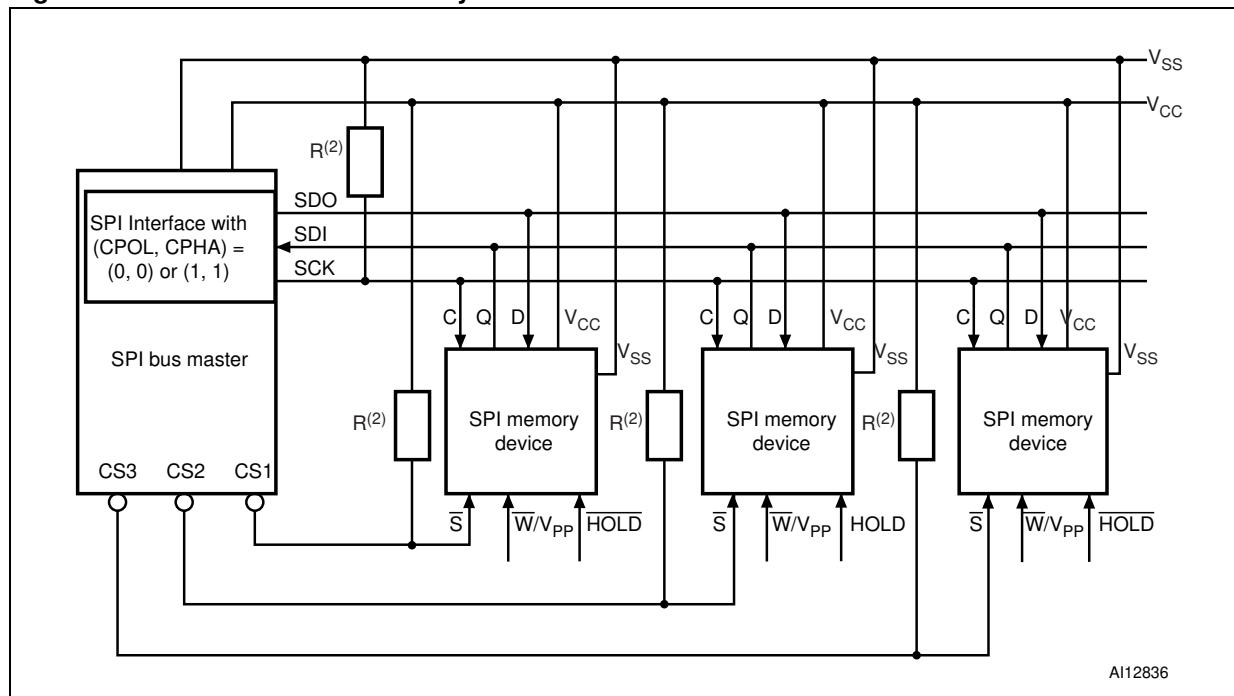 VSS
VCC
R(2)
SDO
SPI Interface with
(CPOL, CPHA) =
(0, 0) or (1, 1)
SDI
SCK
SPI bus master
C Q D VCC
VSS
C Q D VCC
VSS
C Q D VCC
VSS
R(2)
SPI memory
device
R(2)
SPI memory
device
R(2)
SPI memory
device
CS3 CS2 CS1
S̅ W̅/VPP H̅O̅L̅D̅
S̅ W̅/VPP HOLD
S̅ W̅/VPP H̅O̅L̅D̅
AI12836